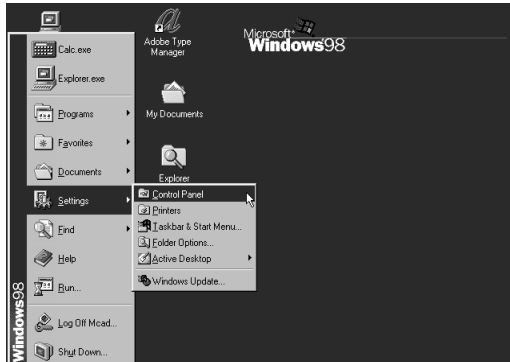 Calc.exe
Explorer.exe
Programs
Favorites
Documents
Settings
Find
Help
Run...
Log Off Mcad...
Shut Down...
Windows98
Adobe Type
Manager
My Documents
Explorer
Control Panel
Printers
Taskbar & Start Menu...
Folder Options...
Active Desktop
Windows Update...
Microsoft
Windows98